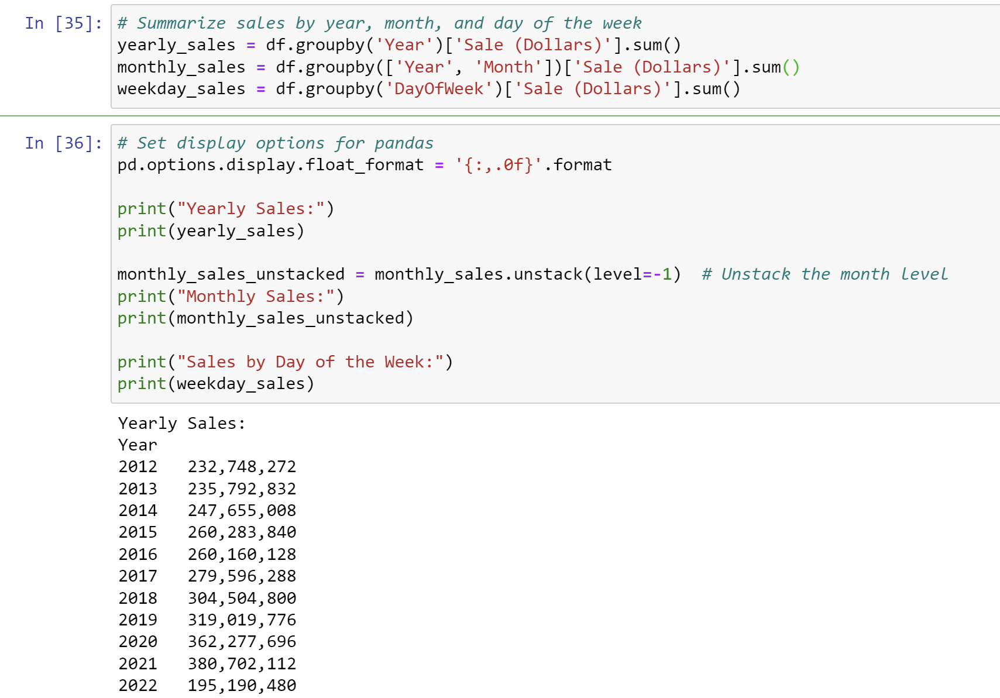 In [35]:
# Summarize sales by year, month, and day of the week
yearly_sales = df.groupby('Year')['Sale (Dollars)'].sum()
monthly_sales = df.groupby(['Year', 'Month'])['Sale (Dollars)'].sum()
weekday_sales = df.groupby('DayOfWeek')['Sale (Dollars)'].sum()
In [36]:
# Set display options for pandas
pd.options.display.float_format = '{:,.0f}'.format
print("Yearly Sales:")
print(yearly_sales)
monthly_sales_unstacked = monthly_sales.unstack(level=-1)  # Unstack the month level
print("Monthly Sales:")
print(monthly_sales_unstacked)
print("Sales by Day of the Week:")
print(weekday_sales)
Yearly Sales:
Year
2012   232,748,272
2013   235,792,832
2014   247,655,008
2015   260,283,840
2016   260,160,128
2017   279,596,288
2018   304,504,800
2019   319,019,776
2020   362,277,696
2021   380,702,112
2022   195,190,480